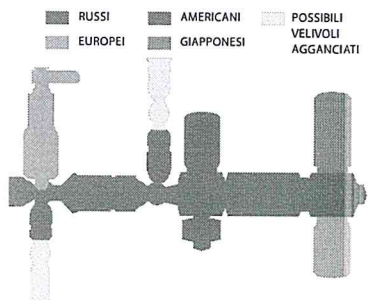 RUSSI
AMERICANI
POSSIBILI
VELIVOLI
AGGANCIATI
EUROPEI
GIAPPONESI